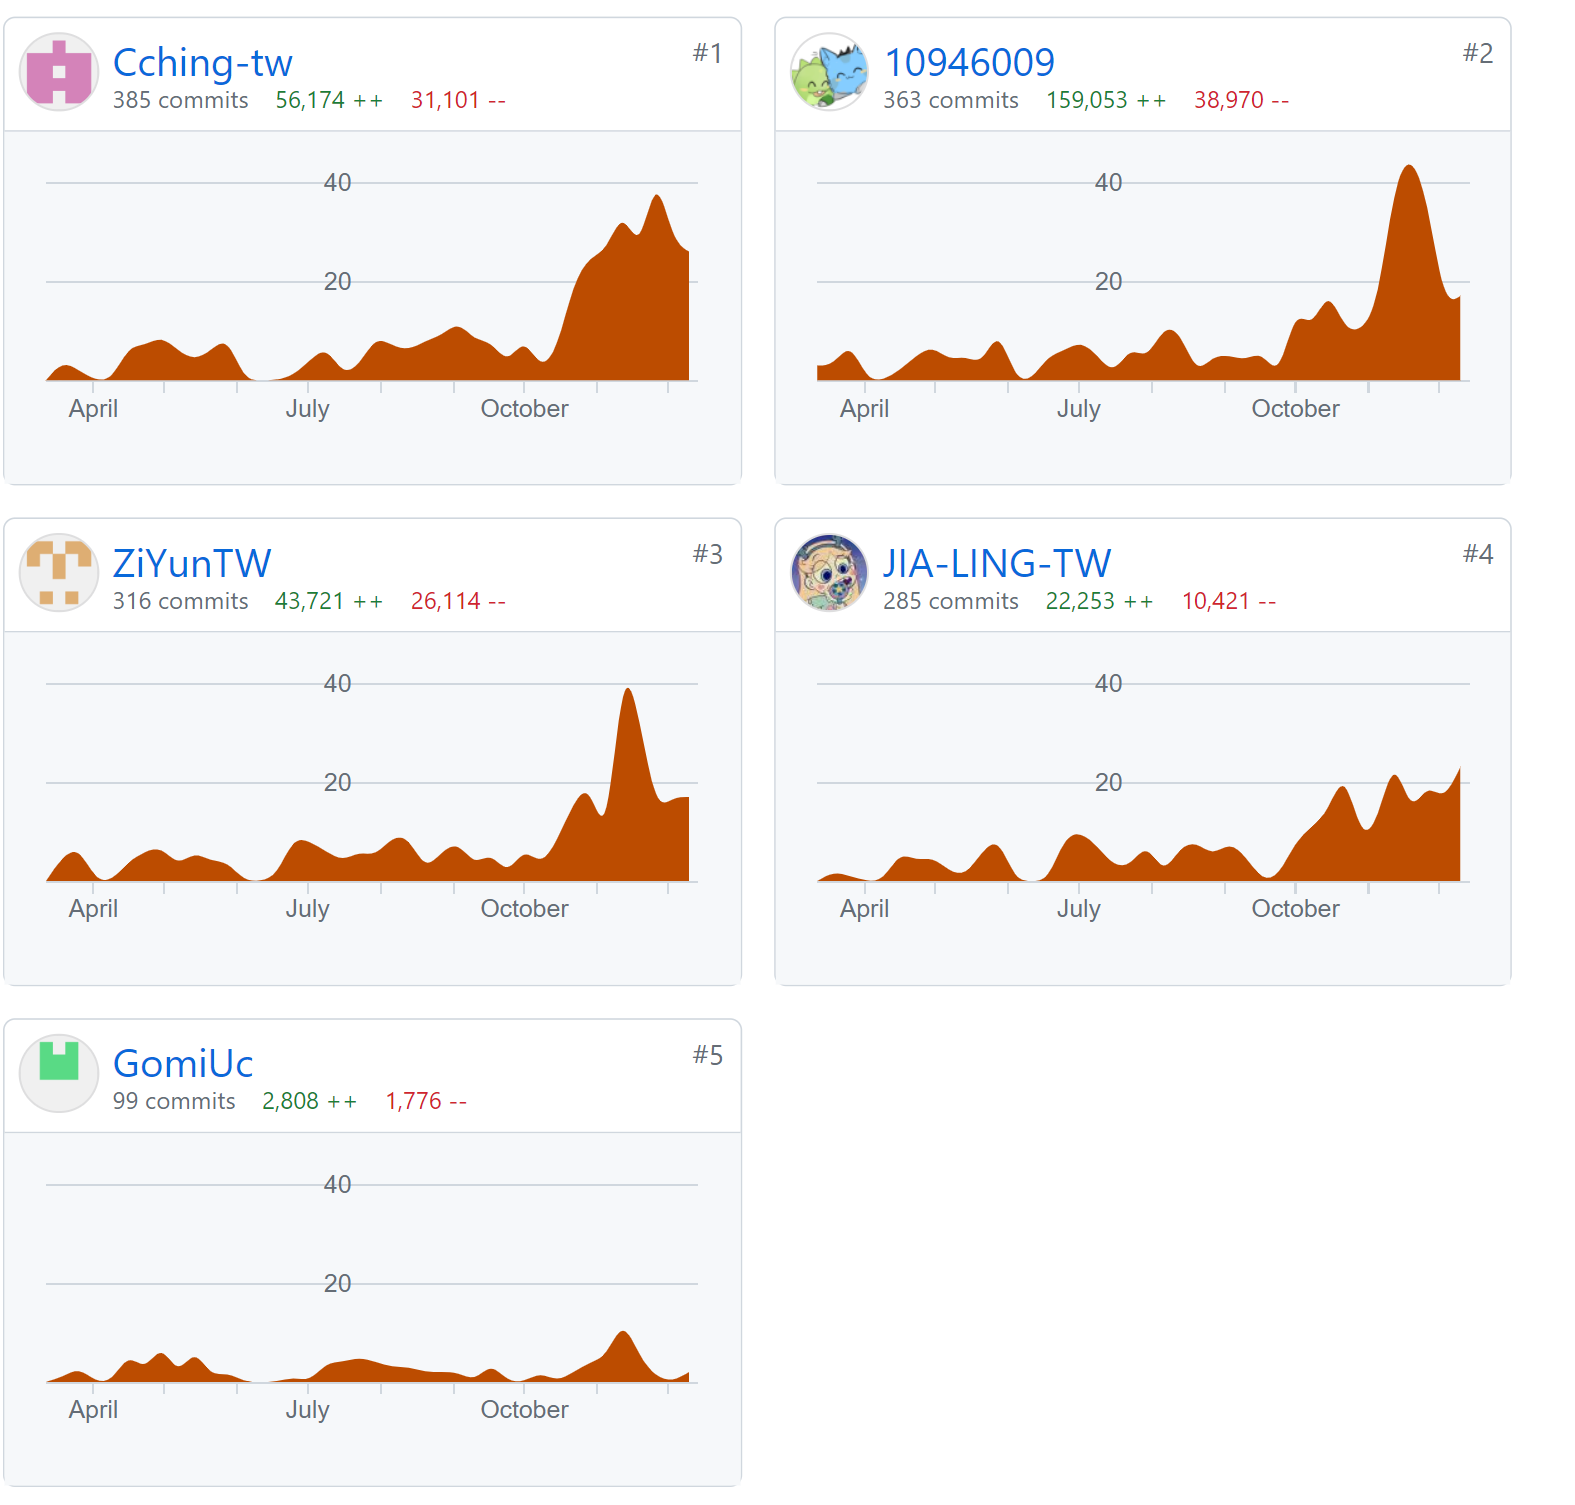 Cching-tw #1
385 commits 56,174 ++ 31,101 --
40
20
April July October
10946009 #2
363 commits 159,053 ++ 38,970 --
40
20
April July October
ZiYunTW #3
316 commits 43,721 ++ 26,114 --
40
20
April July October
JIA-LING-TW #4
285 commits 22,253 ++ 10,421 --
40
20
April July October
GomiUc #5
99 commits 2,808 ++ 1,776 --
40
20
April July October